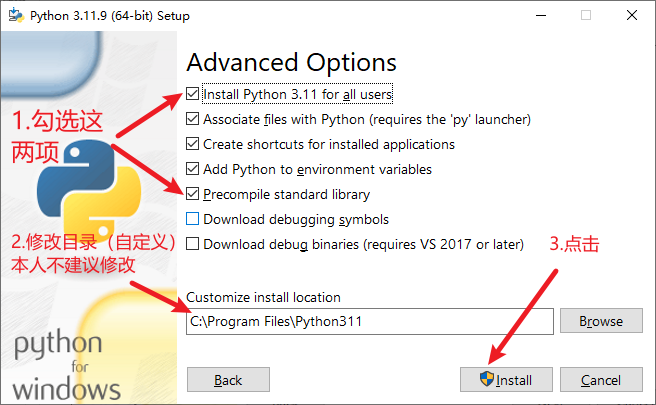 Python 3.11.9 (64-bit) Setup
Advanced Options
Install Python 3.11 for all users
Associate files with Python (requires the 'py' launcher)
Create shortcuts for installed applications
Add Python to environment variables
Precompile standard library
Download debugging symbols
Download debug binaries (requires VS 2017 or later)
1.勾选这
两项
2.修改目录（自定义）
本人不建议修改
3.点击
Customize install location
C:\Program Files\Python311
Browse
python
for
windows
Back
Install
Cancel